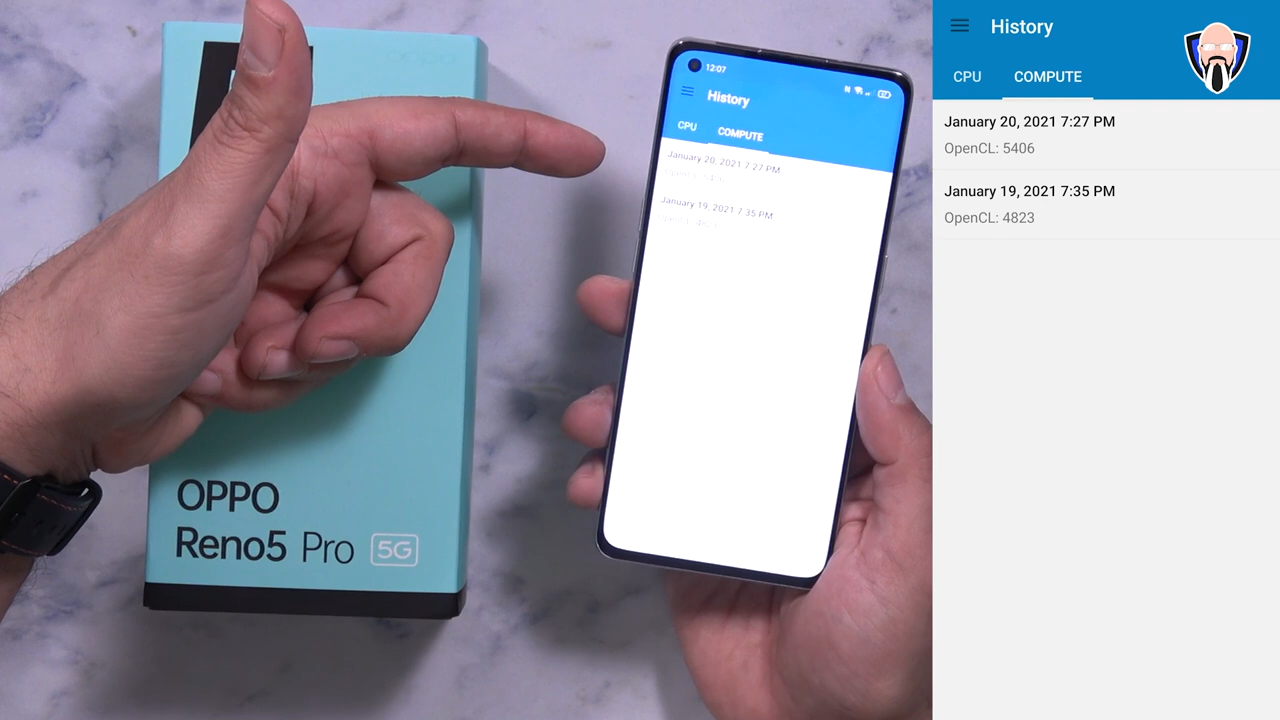 OPPO
Reno5 Pro 5G
12:07
History
CPU COMPUTE
January 20, 2021 7:27 PM
January 19, 2021 7:35 PM
History
CPU COMPUTE
January 20, 2021 7:27 PM
OpenCL: 5406
January 19, 2021 7:35 PM
OpenCL: 4823